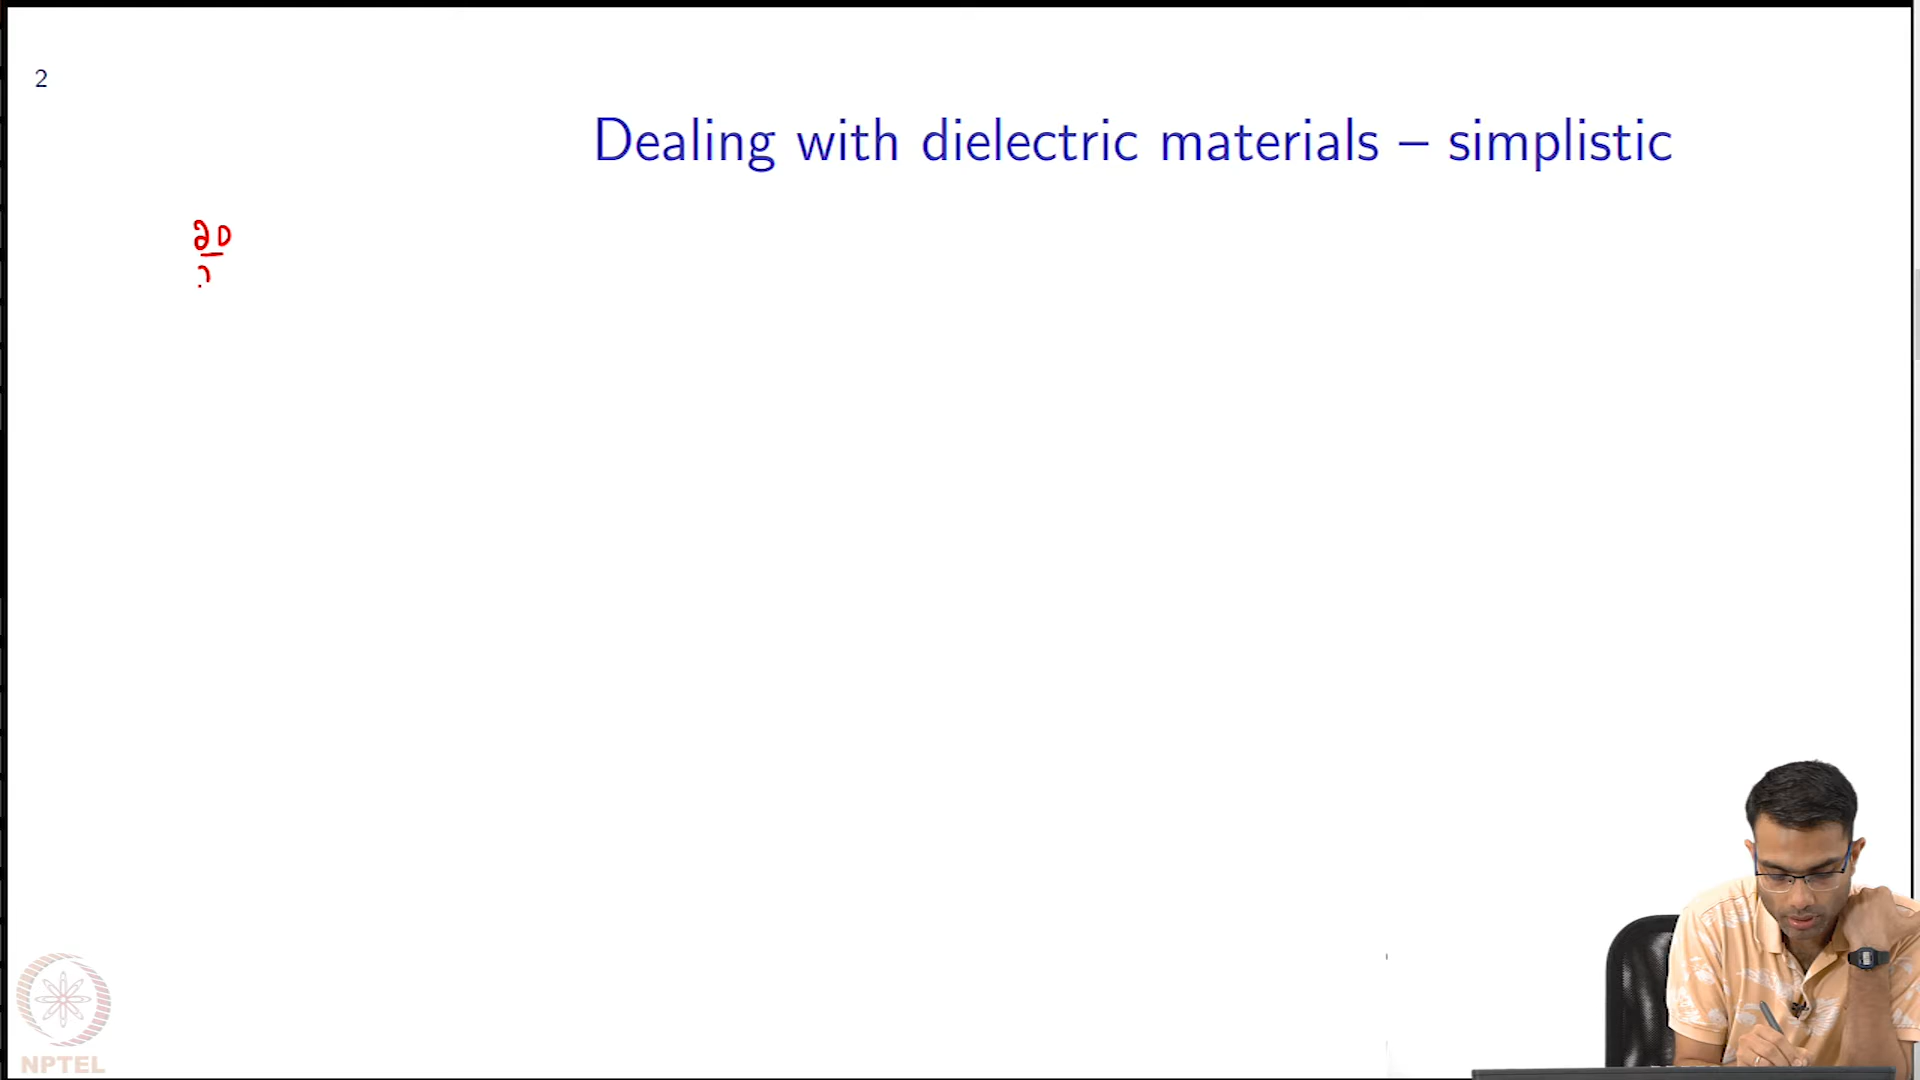 2
Dealing with dielectric materials – simplistic
∂D
NPTEL